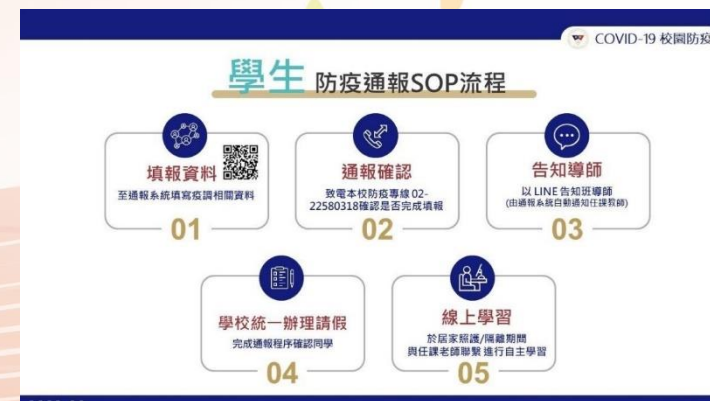 COVID-19 校園防疫
學生 防疫通報SOP流程
填報資料
至通報系統填寫疫調相關資料
01
通報確認
致電本校防疫專線 02-
22580318確認是否完成填報
02
告知導師
以 LINE 告知班導師
(由通報系統自動通知任課教師)
03
學校統一辦理請假
完成通報程序確認同學
04
線上學習
於居家照護/隔離期間
與任課老師聯繫 進行自主學習
05